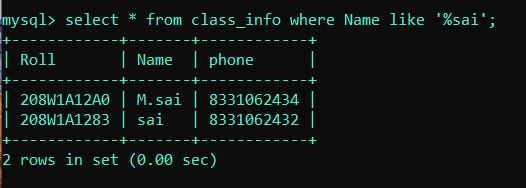 mysql> select * from class_info where Name like '%sai';
+------------+-------+------------+
| Roll       | Name  | phone      |
+------------+-------+------------+
| 208W1A12A0 | M.sai | 8331062434 |
| 208W1A1283 | sai   | 8331062432 |
+------------+-------+------------+
2 rows in set (0.00 sec)